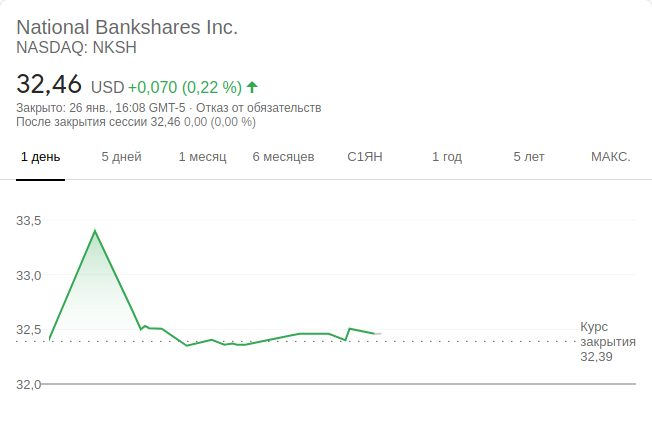 National Bankshares Inc.
NASDAQ: NKSH
32,46 USD +0,070 (0,22 %)
Закрыто: 26 янв., 16:08 GMT-5 · Отказ от обязательств
После закрытия сессии 32,46 0,00 (0,00 %)
1 день 5 дней 1 месяц 6 месяцев С1ЯН 1 год 5 лет МАКС.
33,5
33,0
32,5
Курс
закрытия
32,39
32,0